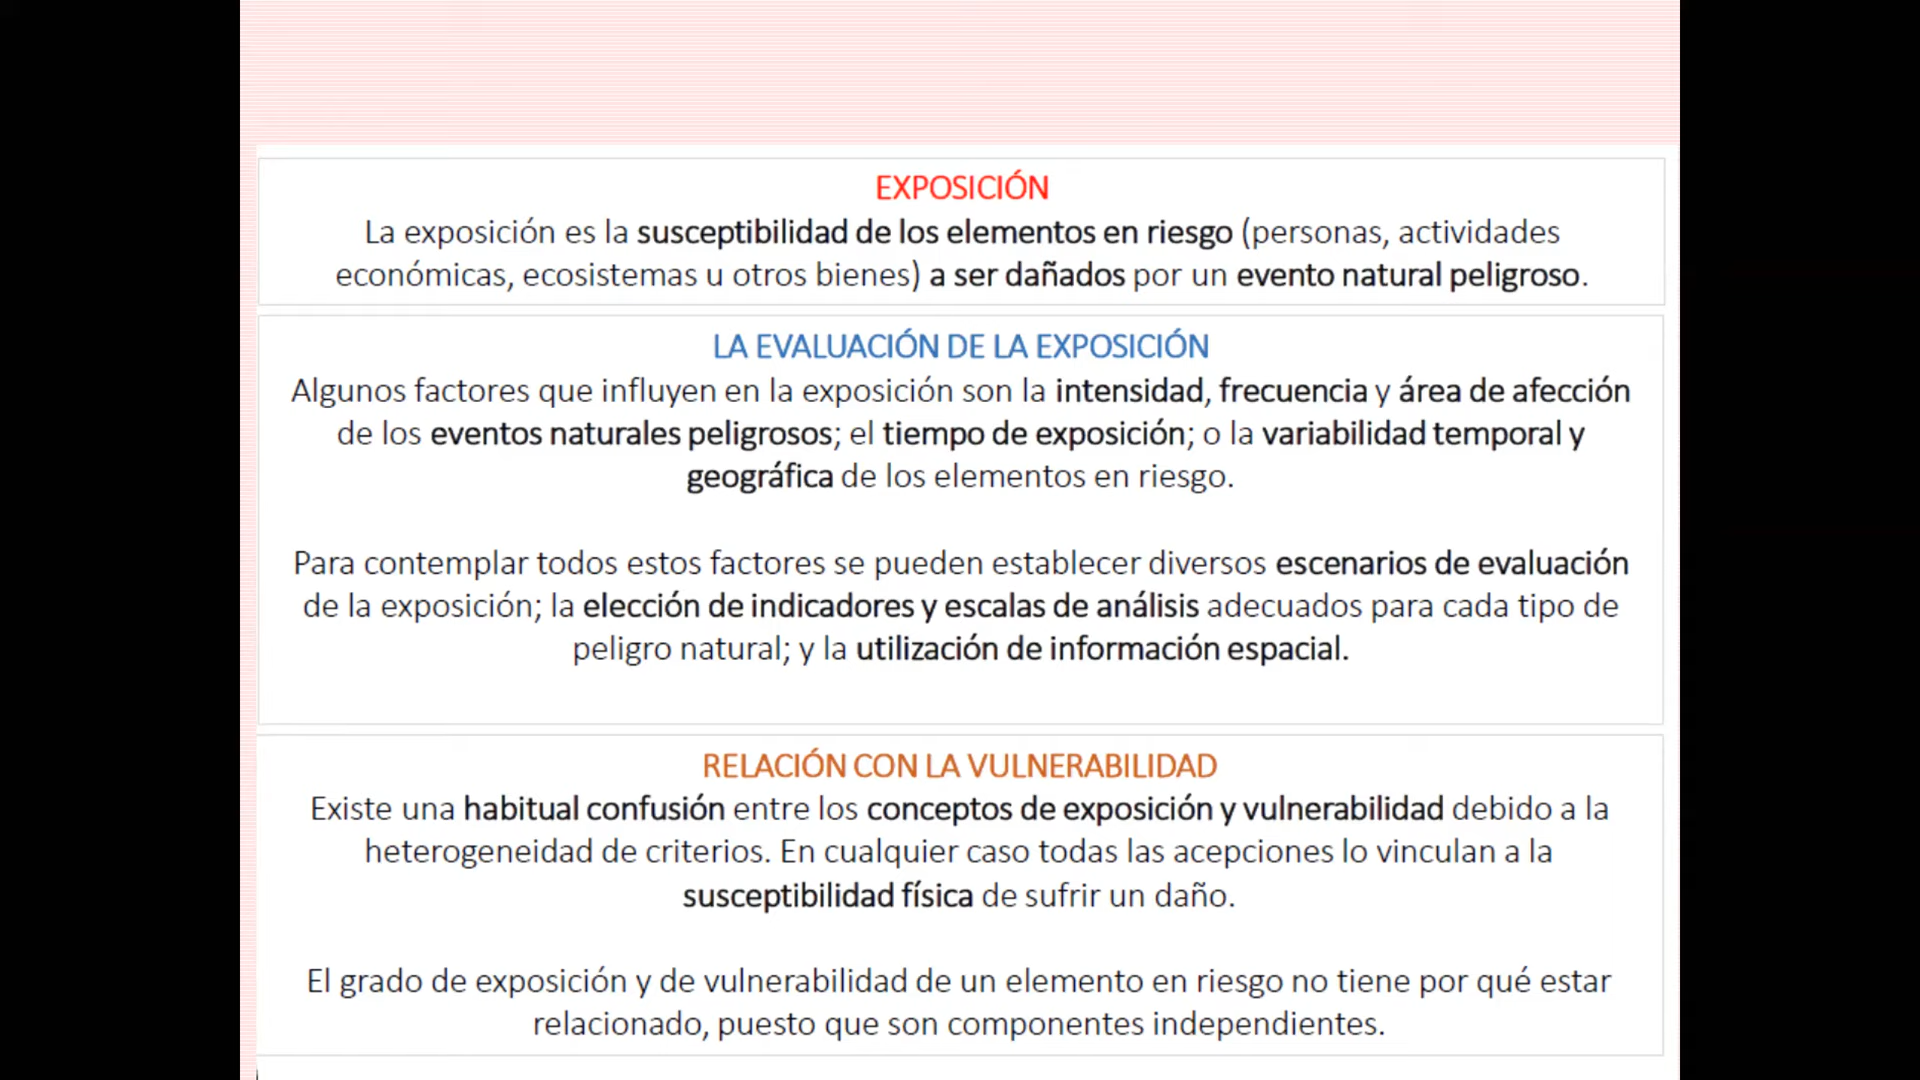 EXPOSICIÓN
La exposición es la susceptibilidad de los elementos en riesgo (personas, actividades
económicas, ecosistemas u otros bienes) a ser dañados por un evento natural peligroso.
LA EVALUACIÓN DE LA EXPOSICIÓN
Algunos factores que influyen en la exposición son la intensidad, frecuencia y área de afección
de los eventos naturales peligrosos; el tiempo de exposición; o la variabilidad temporal y
geográfica de los elementos en riesgo.
Para contemplar todos estos factores se pueden establecer diversos escenarios de evaluación
de la exposición; la elección de indicadores y escalas de análisis adecuados para cada tipo de
peligro natural; y la utilización de información espacial.
RELACIÓN CON LA VULNERABILIDAD
Existe una habitual confusión entre los conceptos de exposición y vulnerabilidad debido a la
heterogeneidad de criterios. En cualquier caso todas las acepciones lo vinculan a la
susceptibilidad física de sufrir un daño.
El grado de exposición y de vulnerabilidad de un elemento en riesgo no tiene por qué estar
relacionado, puesto que son componentes independientes.